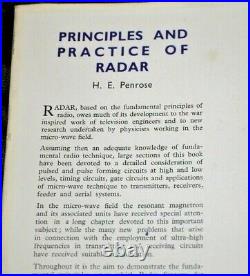 PRINCIPLES AND
PRACTICE OF
RADAR
H. E. Penrose
RADAR, based on the fundamental principles of
radio, owes much of its development to the war
inspired work of television engineers and to new
research undertaken by physicists working in the
micro-wave field.
Assuming then an adequate knowledge of funda-
mental radio technique, large sections of this book
have been devoted to a detailed consideration of
pulsed and pulse forming circuits at high and low
levels, timing circuits, gate circuits and applications
of micro-wave technique to transmitters, receivers,
feeder and aerial systems.
In the micro-wave field the resonant magnetron
and its associated units have received special atten-
tion in a long chapter devoted to this important
subject; while the many new problems that arise
in connection with the employment of ultra-high
frequencies in receiving circuits
have received suitable
Throughout it is the aim to demonstrate the funda-